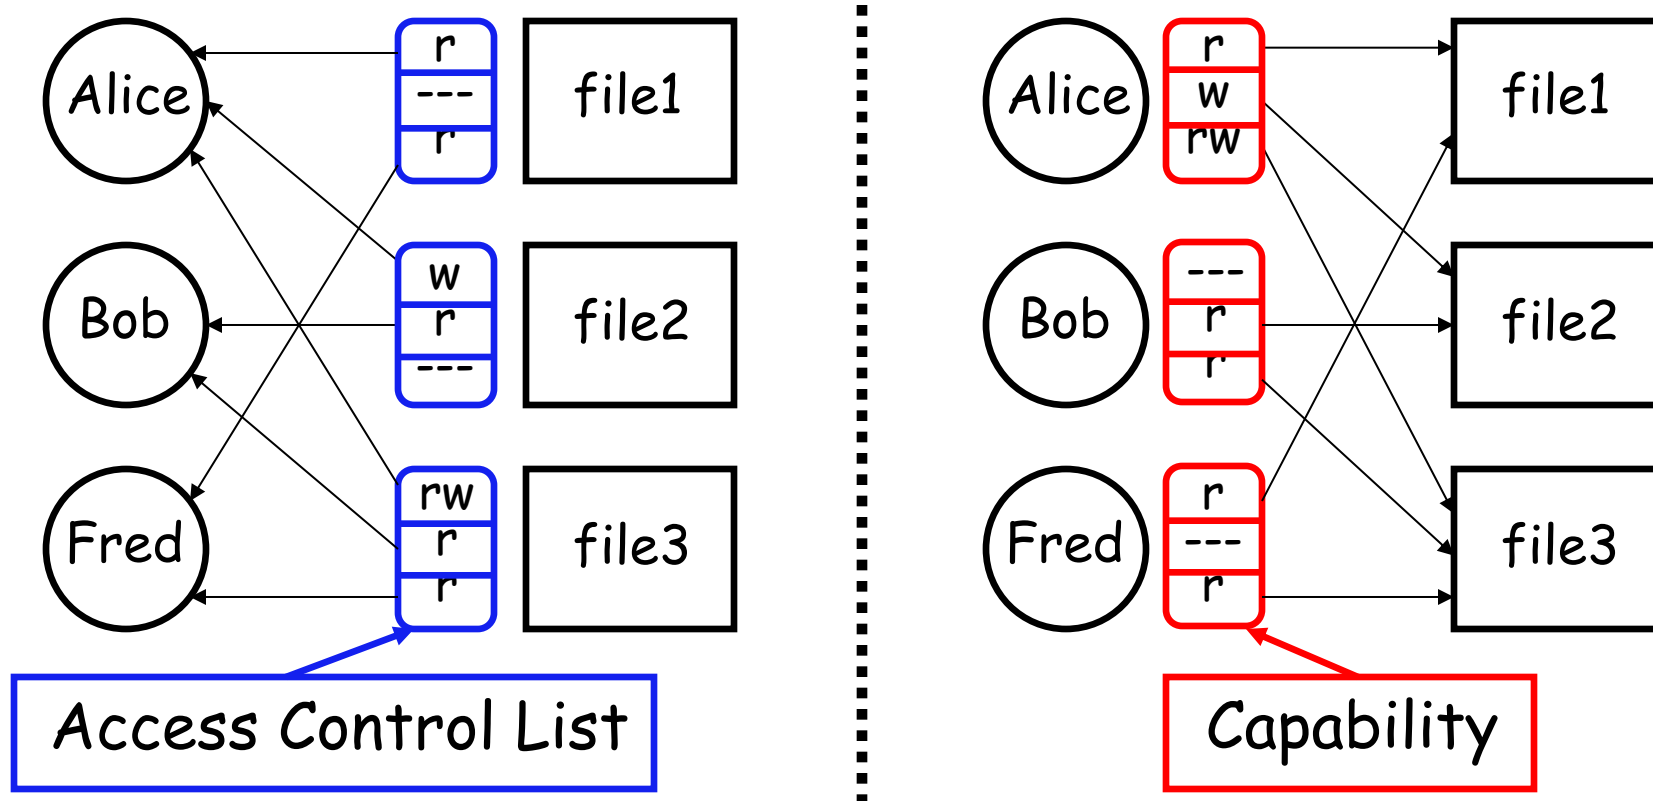 Alice
r
---
r
file1
Bob
w
r
---
file2
Fred
rw
r
r
file3
Access Control List
Alice
r
w
rw
file1
Bob
---
r
r
file2
Fred
r
---
r
file3
Capability